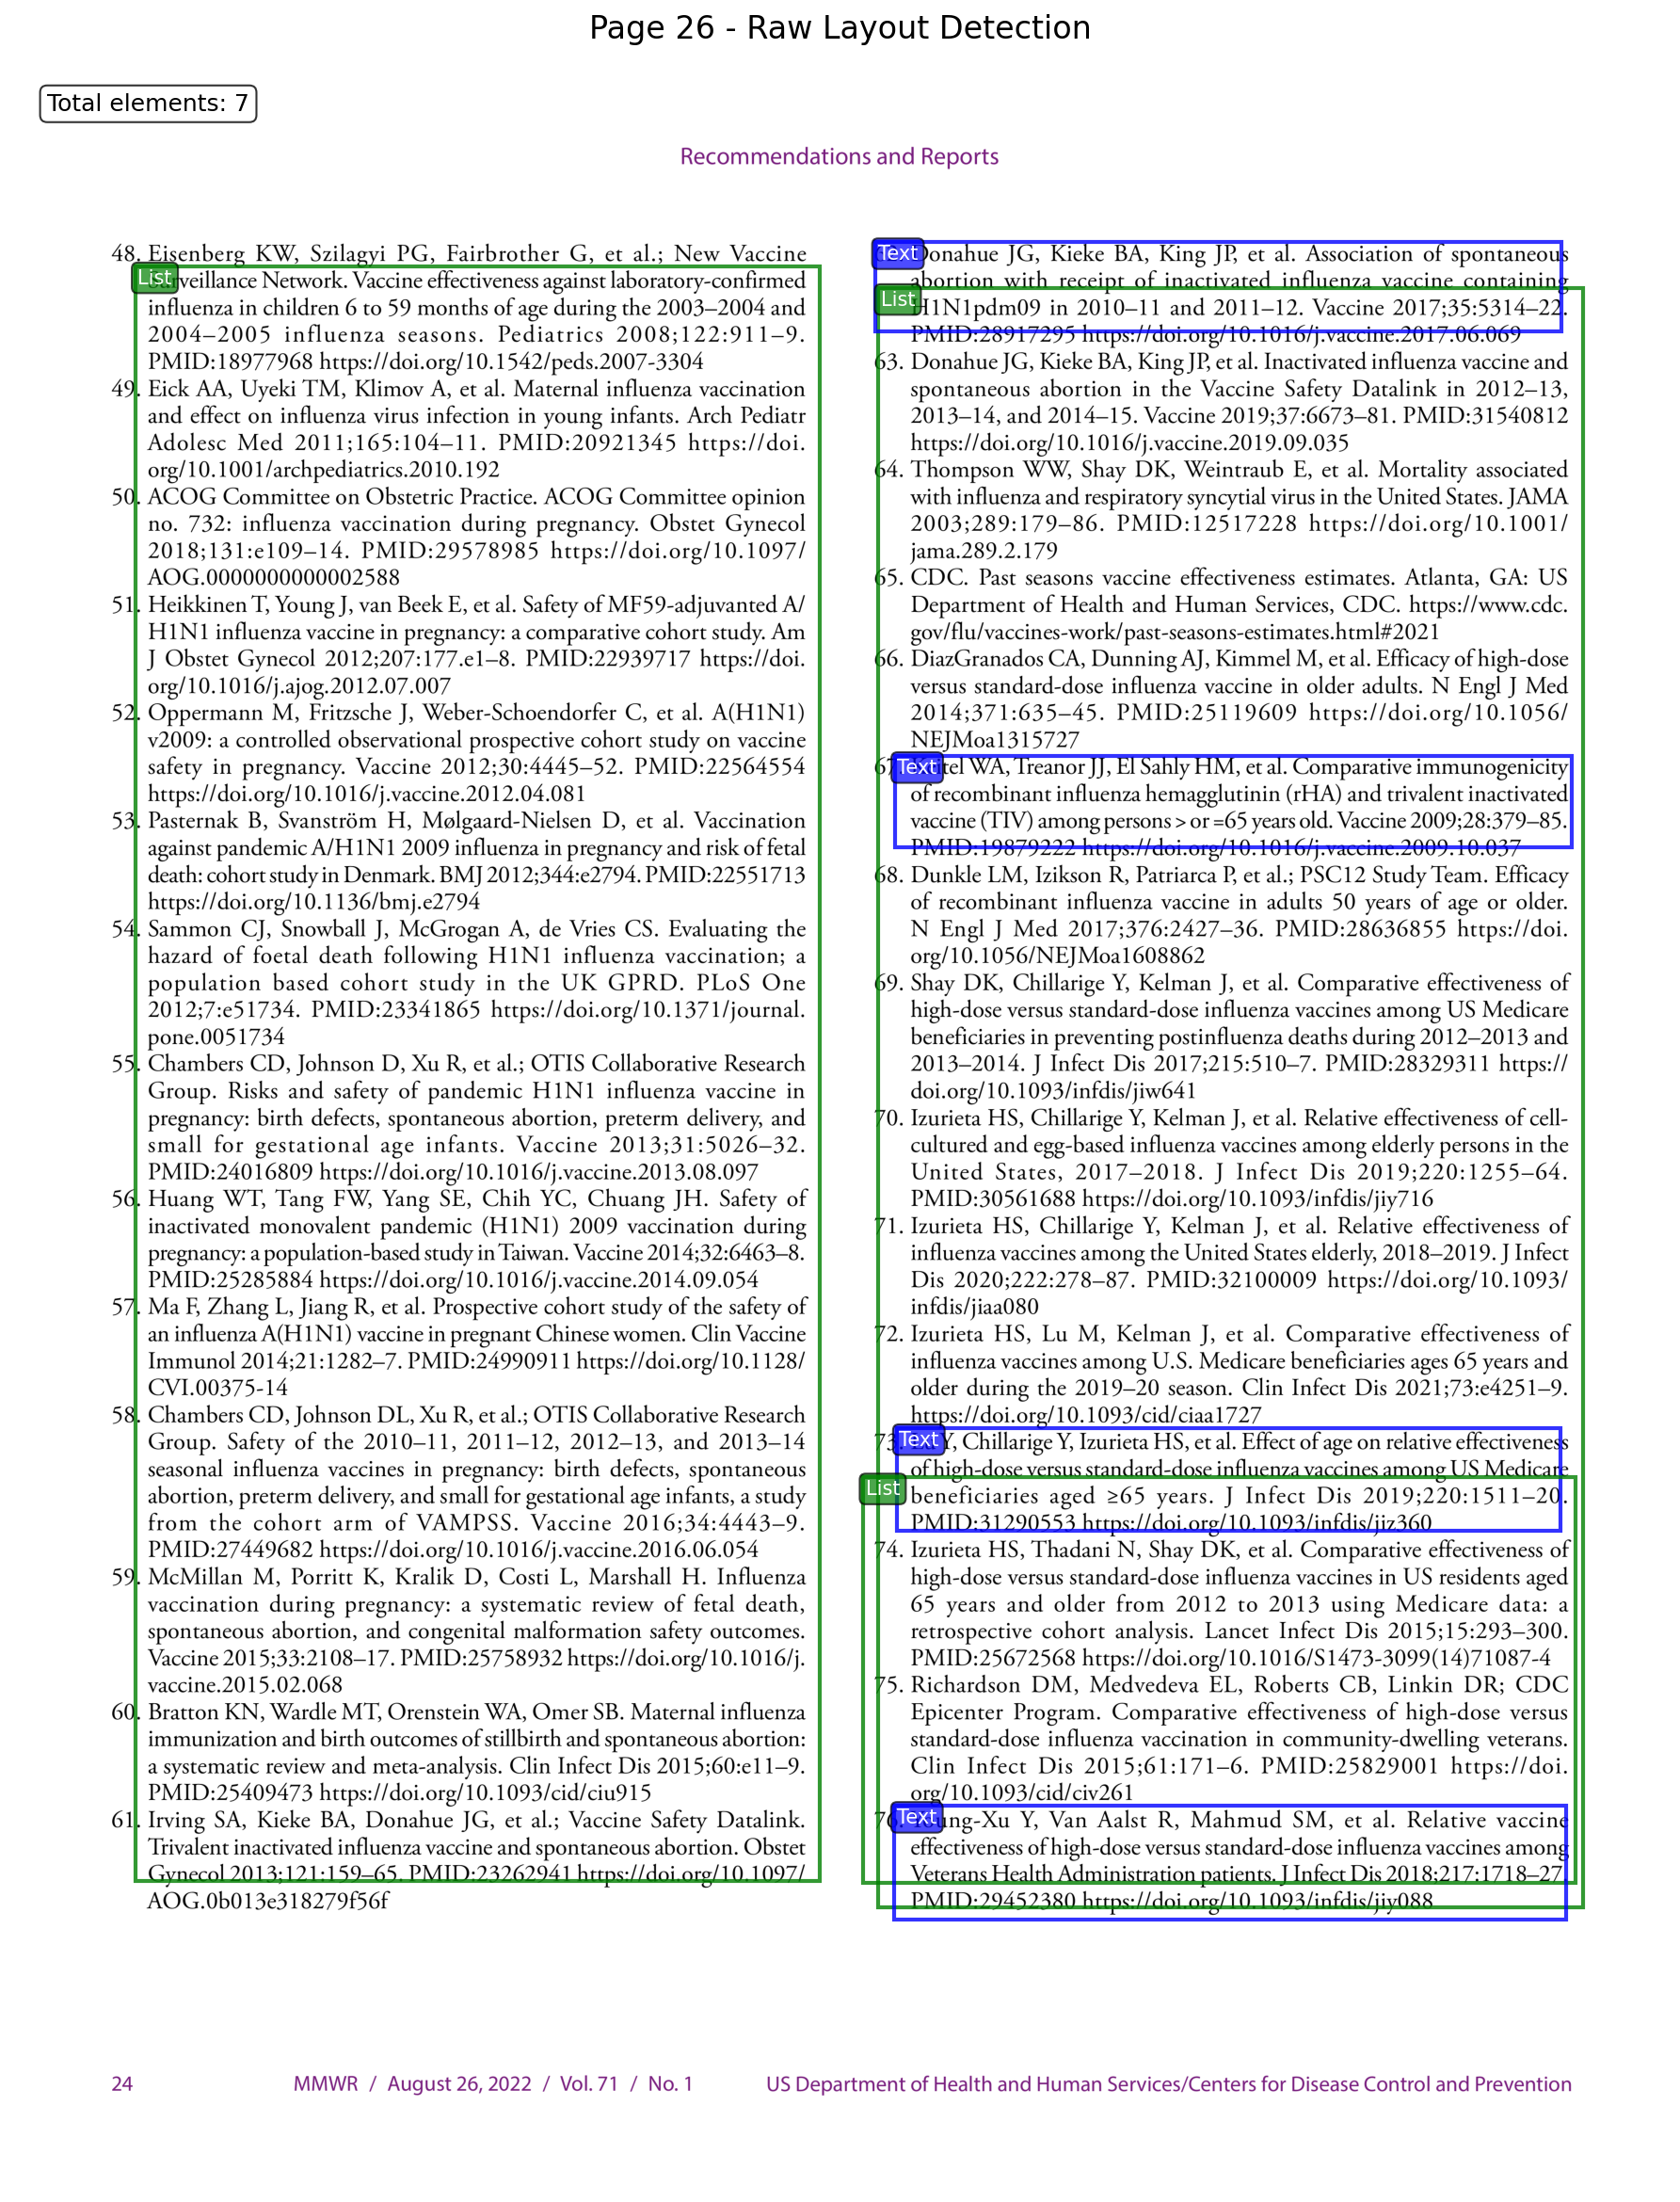 Page 26 - Raw Layout Detection
Total elements: 7
Recommendations and Reports
48. Eisenberg KW, Szilagyi PG, Fairbrother G, et al.; New Vaccine
List
veillance Network. Vaccine effectiveness against laboratory-confirmed
influenza in children 6 to 59 months of age during the 2003–2004 and
2004–2005 influenza seasons. Pediatrics 2008;122:911–9.
PMID:18977968 https://doi.org/10.1542/peds.2007-3304
49. Eick AA, Uyeki TM, Klimov A, et al. Maternal influenza vaccination
and effect on influenza virus infection in young infants. Arch Pediatr
Adolesc Med 2011;165:104–11. PMID:20921345 https://doi.
org/10.1001/archpediatrics.2010.192
50. ACOG Committee on Obstetric Practice. ACOG Committee opinion
no. 732: influenza vaccination during pregnancy. Obstet Gynecol
2018;131:e109–14. PMID:29578985 https://doi.org/10.1097/
AOG.0000000000002588
51. Heikkinen T, Young J, van Beek E, et al. Safety of MF59-adjuvanted A/
H1N1 influenza vaccine in pregnancy: a comparative cohort study. Am
J Obstet Gynecol 2012;207:177.e1–8. PMID:22939717 https://doi.
org/10.1016/j.ajog.2012.07.007
52. Oppermann M, Fritzsche J, Weber-Schoendorfer C, et al. A(H1N1)
v2009: a controlled observational prospective cohort study on vaccine
safety in pregnancy. Vaccine 2012;30:4445–52. PMID:22564554
https://doi.org/10.1016/j.vaccine.2012.04.081
53. Pasternak B, Svanström H, Mølgaard-Nielsen D, et al. Vaccination
against pandemic A/H1N1 2009 influenza in pregnancy and risk of fetal
death: cohort study in Denmark. BMJ 2012;344:e2794. PMID:22551713
https://doi.org/10.1136/bmj.e2794
54. Sammon CJ, Snowball J, McGrogan A, de Vries CS. Evaluating the
hazard of foetal death following H1N1 influenza vaccination; a
population based cohort study in the UK GPRD. PLoS One
2012;7:e51734. PMID:23341865 https://doi.org/10.1371/journal.
pone.0051734
55. Chambers CD, Johnson D, Xu R, et al.; OTIS Collaborative Research
Group. Risks and safety of pandemic H1N1 influenza vaccine in
pregnancy: birth defects, spontaneous abortion, preterm delivery, and
small for gestational age infants. Vaccine 2013;31:5026–32.
PMID:24016809 https://doi.org/10.1016/j.vaccine.2013.08.097
56. Huang WT, Tang FW, Yang SE, Chih YC, Chuang JH. Safety of
inactivated monovalent pandemic (H1N1) 2009 vaccination during
pregnancy: a population-based study in Taiwan. Vaccine 2014;32:6463–8.
PMID:25285884 https://doi.org/10.1016/j.vaccine.2014.09.054
57. Ma F, Zhang L, Jiang R, et al. Prospective cohort study of the safety of
an influenza A(H1N1) vaccine in pregnant Chinese women. Clin Vaccine
Immunol 2014;21:1282–7. PMID:24990911 https://doi.org/10.1128/
CVI.00375-14
58. Chambers CD, Johnson DL, Xu R, et al.; OTIS Collaborative Research
Group. Safety of the 2010–11, 2011–12, 2012–13, and 2013–14
seasonal influenza vaccines in pregnancy: birth defects, spontaneous
abortion, preterm delivery, and small for gestational age infants, a study
from the cohort arm of VAMPSS. Vaccine 2016;34:4443–9.
PMID:27449682 https://doi.org/10.1016/j.vaccine.2016.06.054
59. McMillan M, Porritt K, Kralik D, Costi L, Marshall H. Influenza
vaccination during pregnancy: a systematic review of fetal death,
spontaneous abortion, and congenital malformation safety outcomes.
Vaccine 2015;33:2108–17. PMID:25758932 https://doi.org/10.1016/j.
vaccine.2015.02.068
60. Bratton KN, Wardle MT, Orenstein WA, Omer SB. Maternal influenza
immunization and birth outcomes of stillbirth and spontaneous abortion:
a systematic review and meta-analysis. Clin Infect Dis 2015;60:e11–9.
PMID:25409473 https://doi.org/10.1093/cid/ciu915
61. Irving SA, Kieke BA, Donahue JG, et al.; Vaccine Safety Datalink.
Trivalent inactivated influenza vaccine and spontaneous abortion. Obstet
Gynecol 2013;121:159–65. PMID:23262941 https://doi.org/10.1097/
AOG.0b013e318279f56f
Text
Donahue JG, Kieke BA, King JP, et al. Association of spontaneous
abortion with receipt of inactivated influenza vaccine containing
List
H1N1pdm09 in 2010–11 and 2011–12. Vaccine 2017;35:5314–22.
PMID:28917295 https://doi.org/10.1016/j.vaccine.2017.06.069
63. Donahue JG, Kieke BA, King JP, et al. Inactivated influenza vaccine and
spontaneous abortion in the Vaccine Safety Datalink in 2012–13,
2013–14, and 2014–15. Vaccine 2019;37:6673–81. PMID:31540812
https://doi.org/10.1016/j.vaccine.2019.09.035
64. Thompson WW, Shay DK, Weintraub E, et al. Mortality associated
with influenza and respiratory syncytial virus in the United States. JAMA
2003;289:179–86. PMID:12517228 https://doi.org/10.1001/
jama.289.2.179
65. CDC. Past seasons vaccine effectiveness estimates. Atlanta, GA: US
Department of Health and Human Services, CDC. https://www.cdc.
gov/flu/vaccines-work/past-seasons-estimates.html#2021
66. DiazGranados CA, Dunning AJ, Kimmel M, et al. Efficacy of high-dose
versus standard-dose influenza vaccine in older adults. N Engl J Med
2014;371:635–45. PMID:25119609 https://doi.org/10.1056/
NEJMoa1315727
Text
WA, Treanor JJ, El Sahly HM, et al. Comparative immunogenicity
of recombinant influenza hemagglutinin (rHA) and trivalent inactivated
vaccine (TIV) among persons > or =65 years old. Vaccine 2009;28:379–85.
PMID:19879222 https://doi.org/10.1016/j.vaccine.2009.10.037
68. Dunkle LM, Izikson R, Patriarca P, et al.; PSC12 Study Team. Efficacy
of recombinant influenza vaccine in adults 50 years of age or older.
N Engl J Med 2017;376:2427–36. PMID:28636855 https://doi.
org/10.1056/NEJMoa1608862
69. Shay DK, Chillarige Y, Kelman J, et al. Comparative effectiveness of
high-dose versus standard-dose influenza vaccines among US Medicare
beneficiaries in preventing postinfluenza deaths during 2012–2013 and
2013–2014. J Infect Dis 2017;215:510–7. PMID:28329311 https://
doi.org/10.1093/infdis/jiw641
70. Izurieta HS, Chillarige Y, Kelman J, et al. Relative effectiveness of cell-
cultured and egg-based influenza vaccines among elderly persons in the
United States, 2017–2018. J Infect Dis 2019;220:1255–64.
PMID:30561688 https://doi.org/10.1093/infdis/jiy716
71. Izurieta HS, Chillarige Y, Kelman J, et al. Relative effectiveness of
influenza vaccines among the United States elderly, 2018–2019. J Infect
Dis 2020;222:278–87. PMID:32100009 https://doi.org/10.1093/
infdis/jiaa080
72. Izurieta HS, Lu M, Kelman J, et al. Comparative effectiveness of
influenza vaccines among U.S. Medicare beneficiaries ages 65 years and
older during the 2019–20 season. Clin Infect Dis 2021;73:e4251–9.
https://doi.org/10.1093/cid/ciaa1727
Text
73. Y, Chillarige Y, Izurieta HS, et al. Effect of age on relative effectiveness
of high-dose versus standard-dose influenza vaccines among US Medicare
List
beneficiaries aged ≥65 years. J Infect Dis 2019;220:1511–20.
PMID:31290553 https://doi.org/10.1093/infdis/jiz360
74. Izurieta HS, Thadani N, Shay DK, et al. Comparative effectiveness of
high-dose versus standard-dose influenza vaccines in US residents aged
65 years and older from 2012 to 2013 using Medicare data: a
retrospective cohort analysis. Lancet Infect Dis 2015;15:293–300.
PMID:25672568 https://doi.org/10.1016/S1473-3099(14)71087-4
75. Richardson DM, Medvedeva EL, Roberts CB, Linkin DR; CDC
Epicenter Program. Comparative effectiveness of high-dose versus
standard-dose influenza vaccination in community-dwelling veterans.
Clin Infect Dis 2015;61:171–6. PMID:25829001 https://doi.
org/10.1093/cid/civ261
Text
ung-Xu Y, Van Aalst R, Mahmud SM, et al. Relative vaccine
effectiveness of high-dose versus standard-dose influenza vaccines among
Veterans Health Administration patients. J Infect Dis 2018;217:1718–27.
PMID:29452380 https://doi.org/10.1093/infdis/jiy088
24 MMWR / August 26, 2022 / Vol. 71 / No. 1 US Department of Health and Human Services/Centers for Disease Control and Prevention